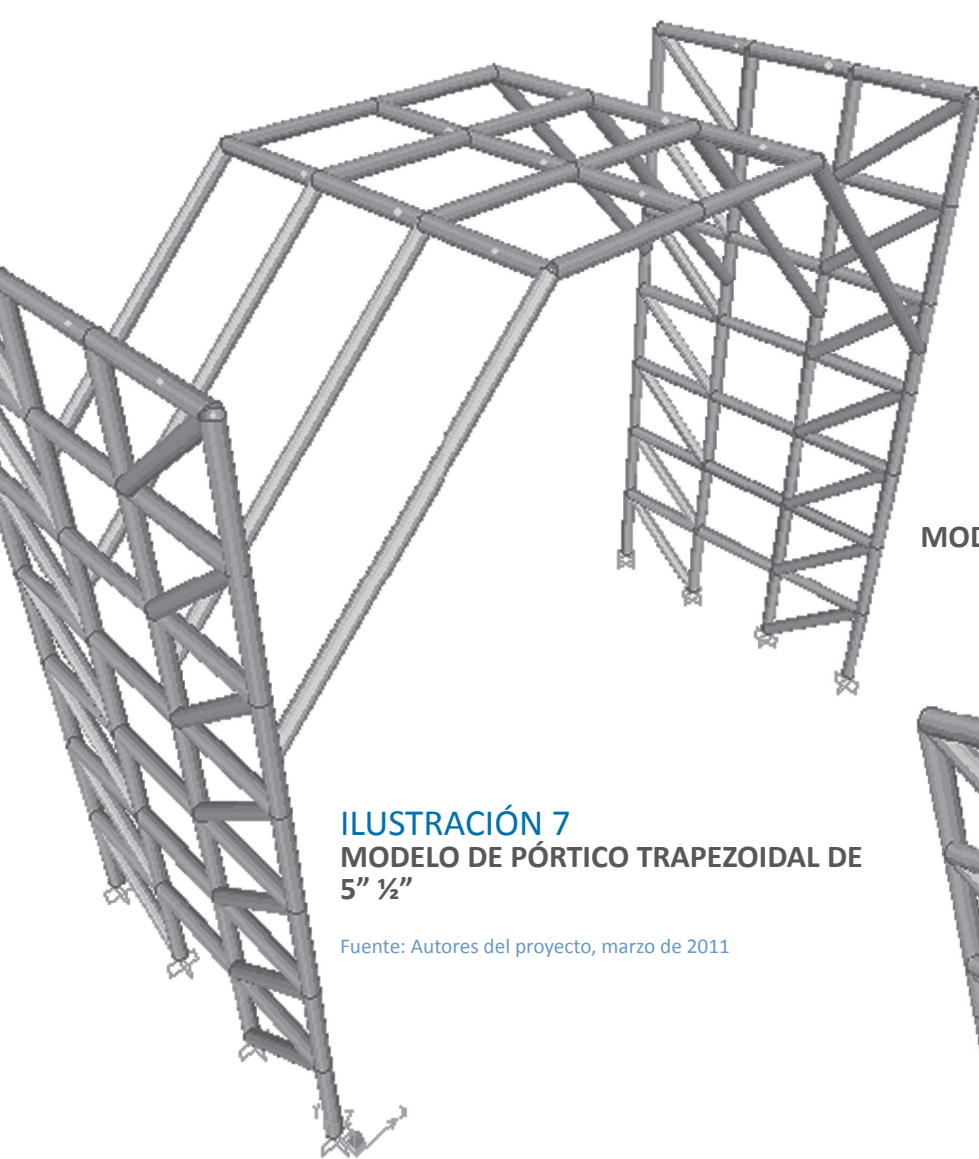 MOD
ILUSTRACIÓN 7
MODELO DE PÓRTICO TRAPEZOIDAL DE
5” ½”
Fuente: Autores del proyecto, marzo de 2011